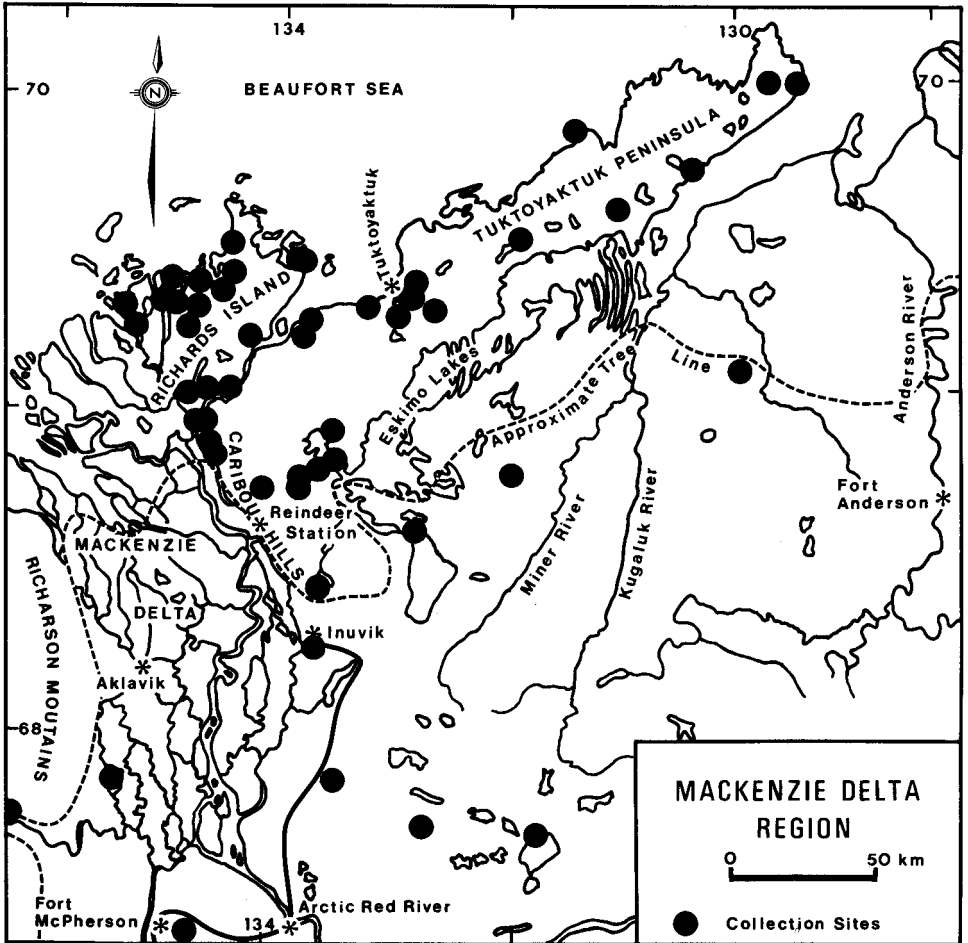 134
130
70
BEAUFORT SEA
70
N
TUKTOYAKTUK PENINSULA
Tuktoyaktuk
RICHARDS ISLAND
Anderson River
Eskimo Lakes
Approximate Tree Line
CARIBOU HILLS
Reindeer
Station
Fort
Anderson
Miner River
Kugaluk River
MACKENZIE
DELTA
RICHARSON MOUTAINS
Inuvik
Aklavik
68
MACKENZIE DELTA
REGION
0 50 km
Collection Sites
Fort
McPherson
134
Arctic Red River